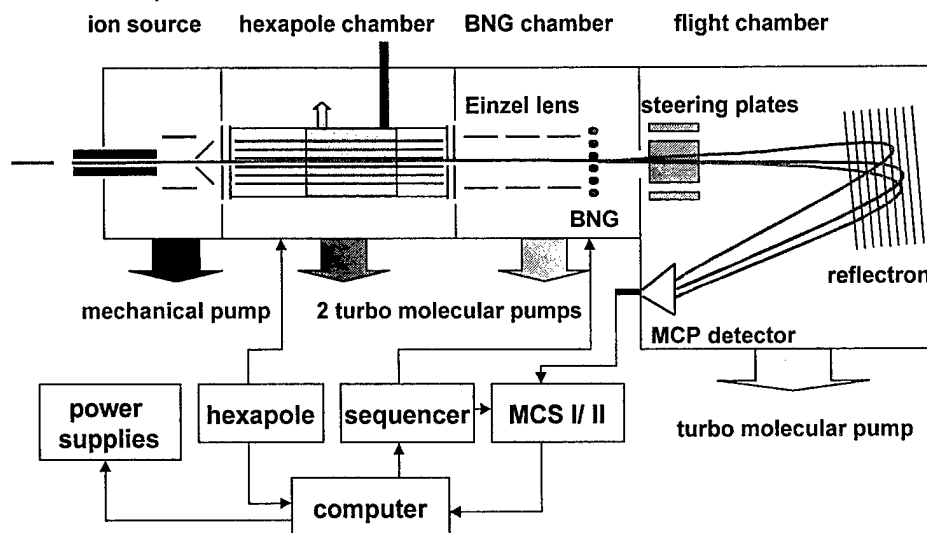 ion source
hexapole chamber
BNG chamber
flight chamber
Einzel lens
steering plates
BNG
reflectron
mechanical pump
2 turbo molecular pumps
MCP detector
power
supplies
hexapole
sequencer
MCS I/ II
turbo molecular pump
computer